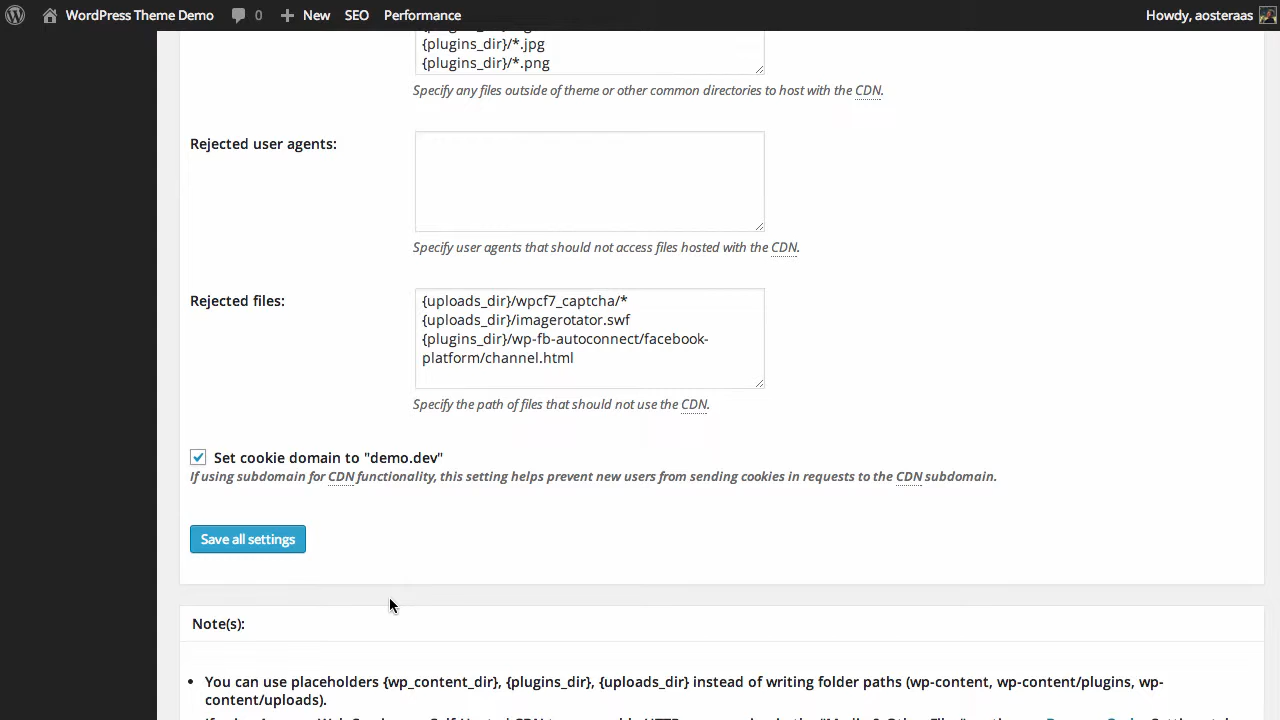 WordPress Theme Demo 0 New SEO Performance Howdy, aosteraas
{plugins_dir}/*.jpg
{plugins_dir}/*.png
Specify any files outside of theme or other common directories to host with the CDN.
Rejected user agents:
Specify user agents that should not access files hosted with the CDN.
Rejected files:
{uploads_dir}/wpcf7_captcha/*
{uploads_dir}/imagerotator.swf
{plugins_dir}/wp-fb-autoconnect/facebook-
platform/channel.html
Specify the path of files that should not use the CDN.
Set cookie domain to "demo.dev"
If using subdomain for CDN functionality, this setting helps prevent new users from sending cookies in requests to the CDN subdomain.
Save all settings
Note(s):
• You can use placeholders {wp_content_dir}, {plugins_dir}, {uploads_dir} instead of writing folder paths (wp-content, wp-content/plugins, wp-
content/uploads).